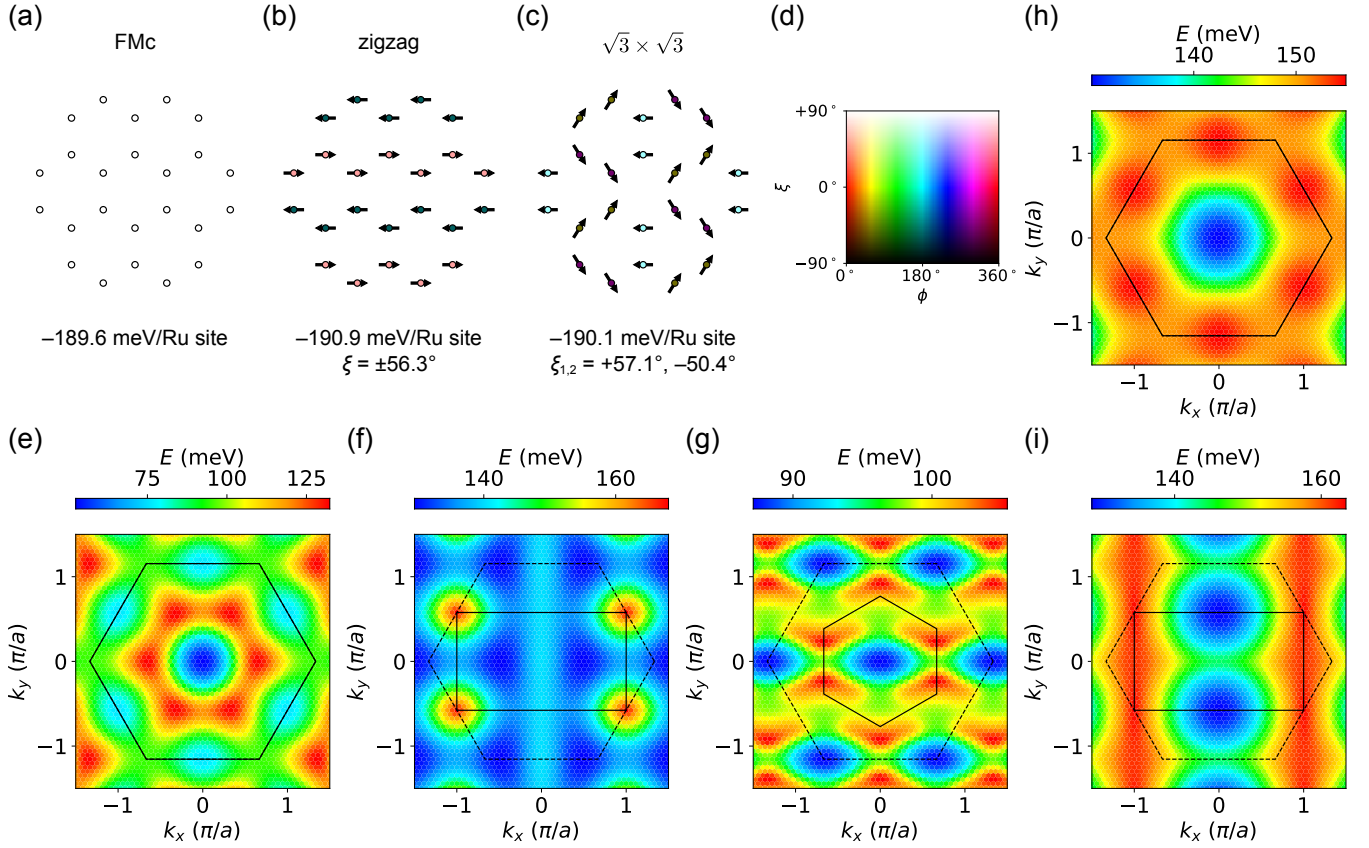 (a)
FMc
–189.6 meV/Ru site
(b)
zigzag
–190.9 meV/Ru site
ξ = ±56.3°
(c)
√3 × √3
–190.1 meV/Ru site
ξ1,2 = +57.1°, –50.4°
(d)
+90°
0°
−90°
ξ
0°
180°
360°
ϕ
(h)
E (meV)
140
150
1
0
−1
ky (π/a)
−1
0
1
kx (π/a)
(e)
E (meV)
75
100
125
1
0
−1
ky (π/a)
−1
0
1
kx (π/a)
(f)
E (meV)
140
160
1
0
−1
ky (π/a)
−1
0
1
kx (π/a)
(g)
E (meV)
90
100
1
0
−1
ky (π/a)
−1
0
1
kx (π/a)
(i)
E (meV)
140
160
1
0
−1
ky (π/a)
−1
0
1
kx (π/a)